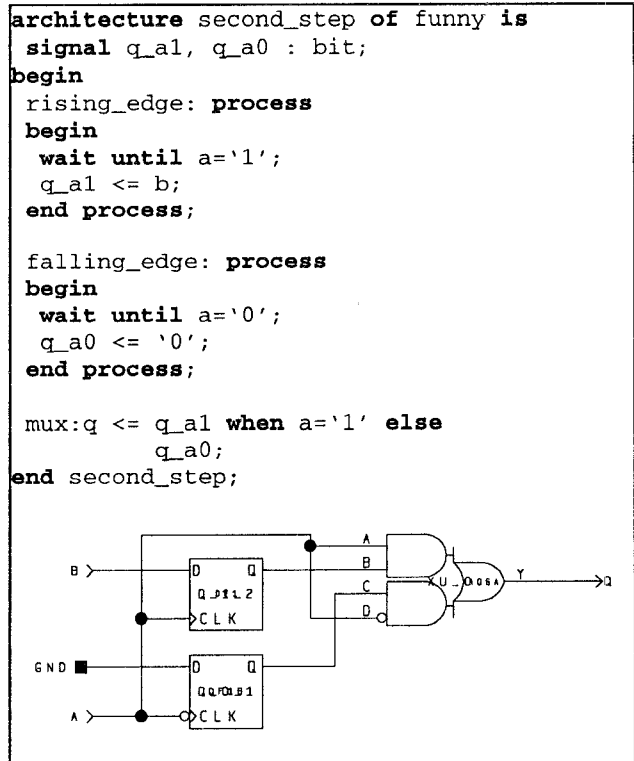 architecture second_step of funny is
signal q_a1, q_a0 : bit;
begin
rising_edge: process
begin
wait until a=‘1’;
q_a1 <= b;
end process;
falling_edge: process
begin
wait until a=‘0’;
q_a0 <= ‘0’;
end process;
mux:q <= q_a1 when a=‘1’ else
q_a0;
end second_step;
A
B
D Q
B
C
Y
Q
CLK
D
GND
D Q
A
CLK